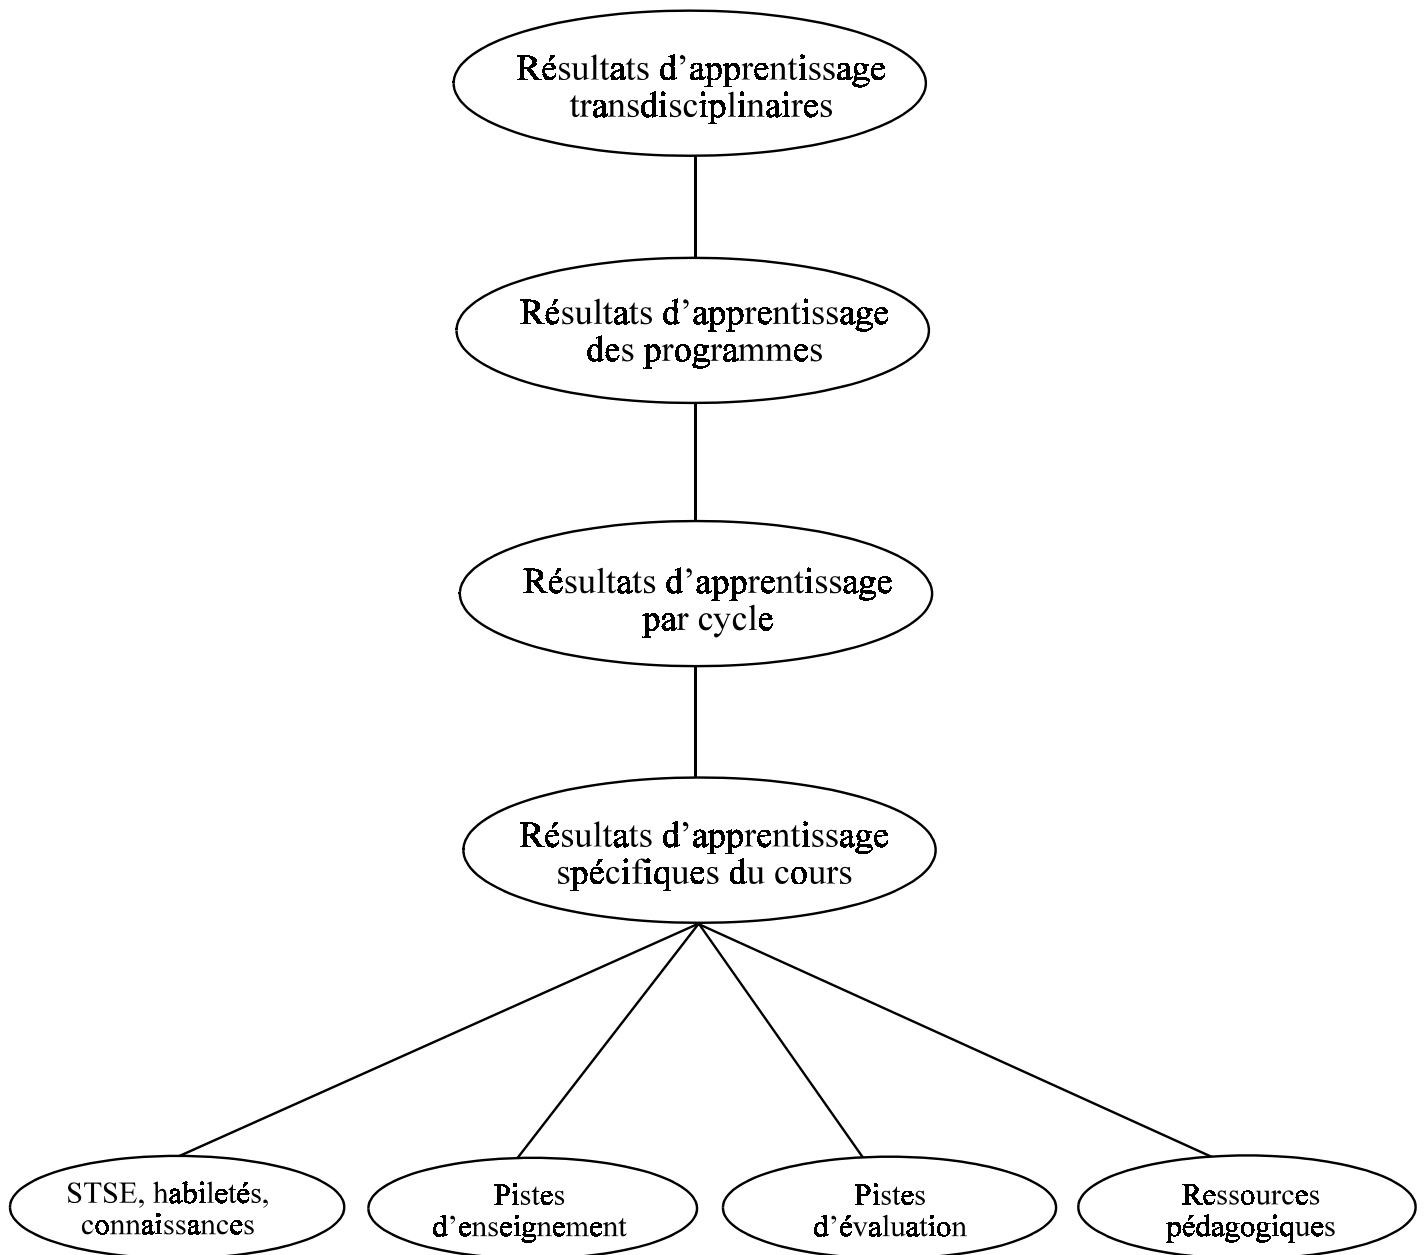 Résultats d’apprentissage
transdisciplinaires
Résultats d’apprentissage
des programmes
Résultats d’apprentissage
par cycle
Résultats d’apprentissage
spécifiques du cours
STSE, habiletés,
connaissances
Pistes
d’enseignement
Pistes
d’évaluation
Ressources
pédagogiques